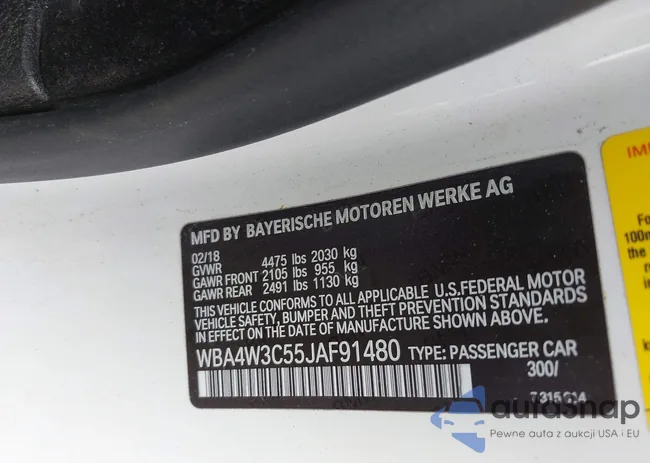 MFD BY BAYERISCHE MOTOREN WERKE AG
02/18
GVWR 4475 lbs 2030 kg
GAWR FRONT 2105 lbs 955 kg
GAWR REAR 2491 lbs 1130 kg
THIS VEHICLE CONFORMS TO ALL APPLICABLE U.S.FEDERAL MOTOR
VEHICLE SAFETY, BUMPER, AND THEFT PREVENTION STANDARDS
IN EFFECT ON THE DATE OF MANUFACTURE SHOWN ABOVE.
WBA4W3C55JAF91480 TYPE: PASSENGER CAR
300/
autoSnap
Pewne auta z aukcji USA i EU